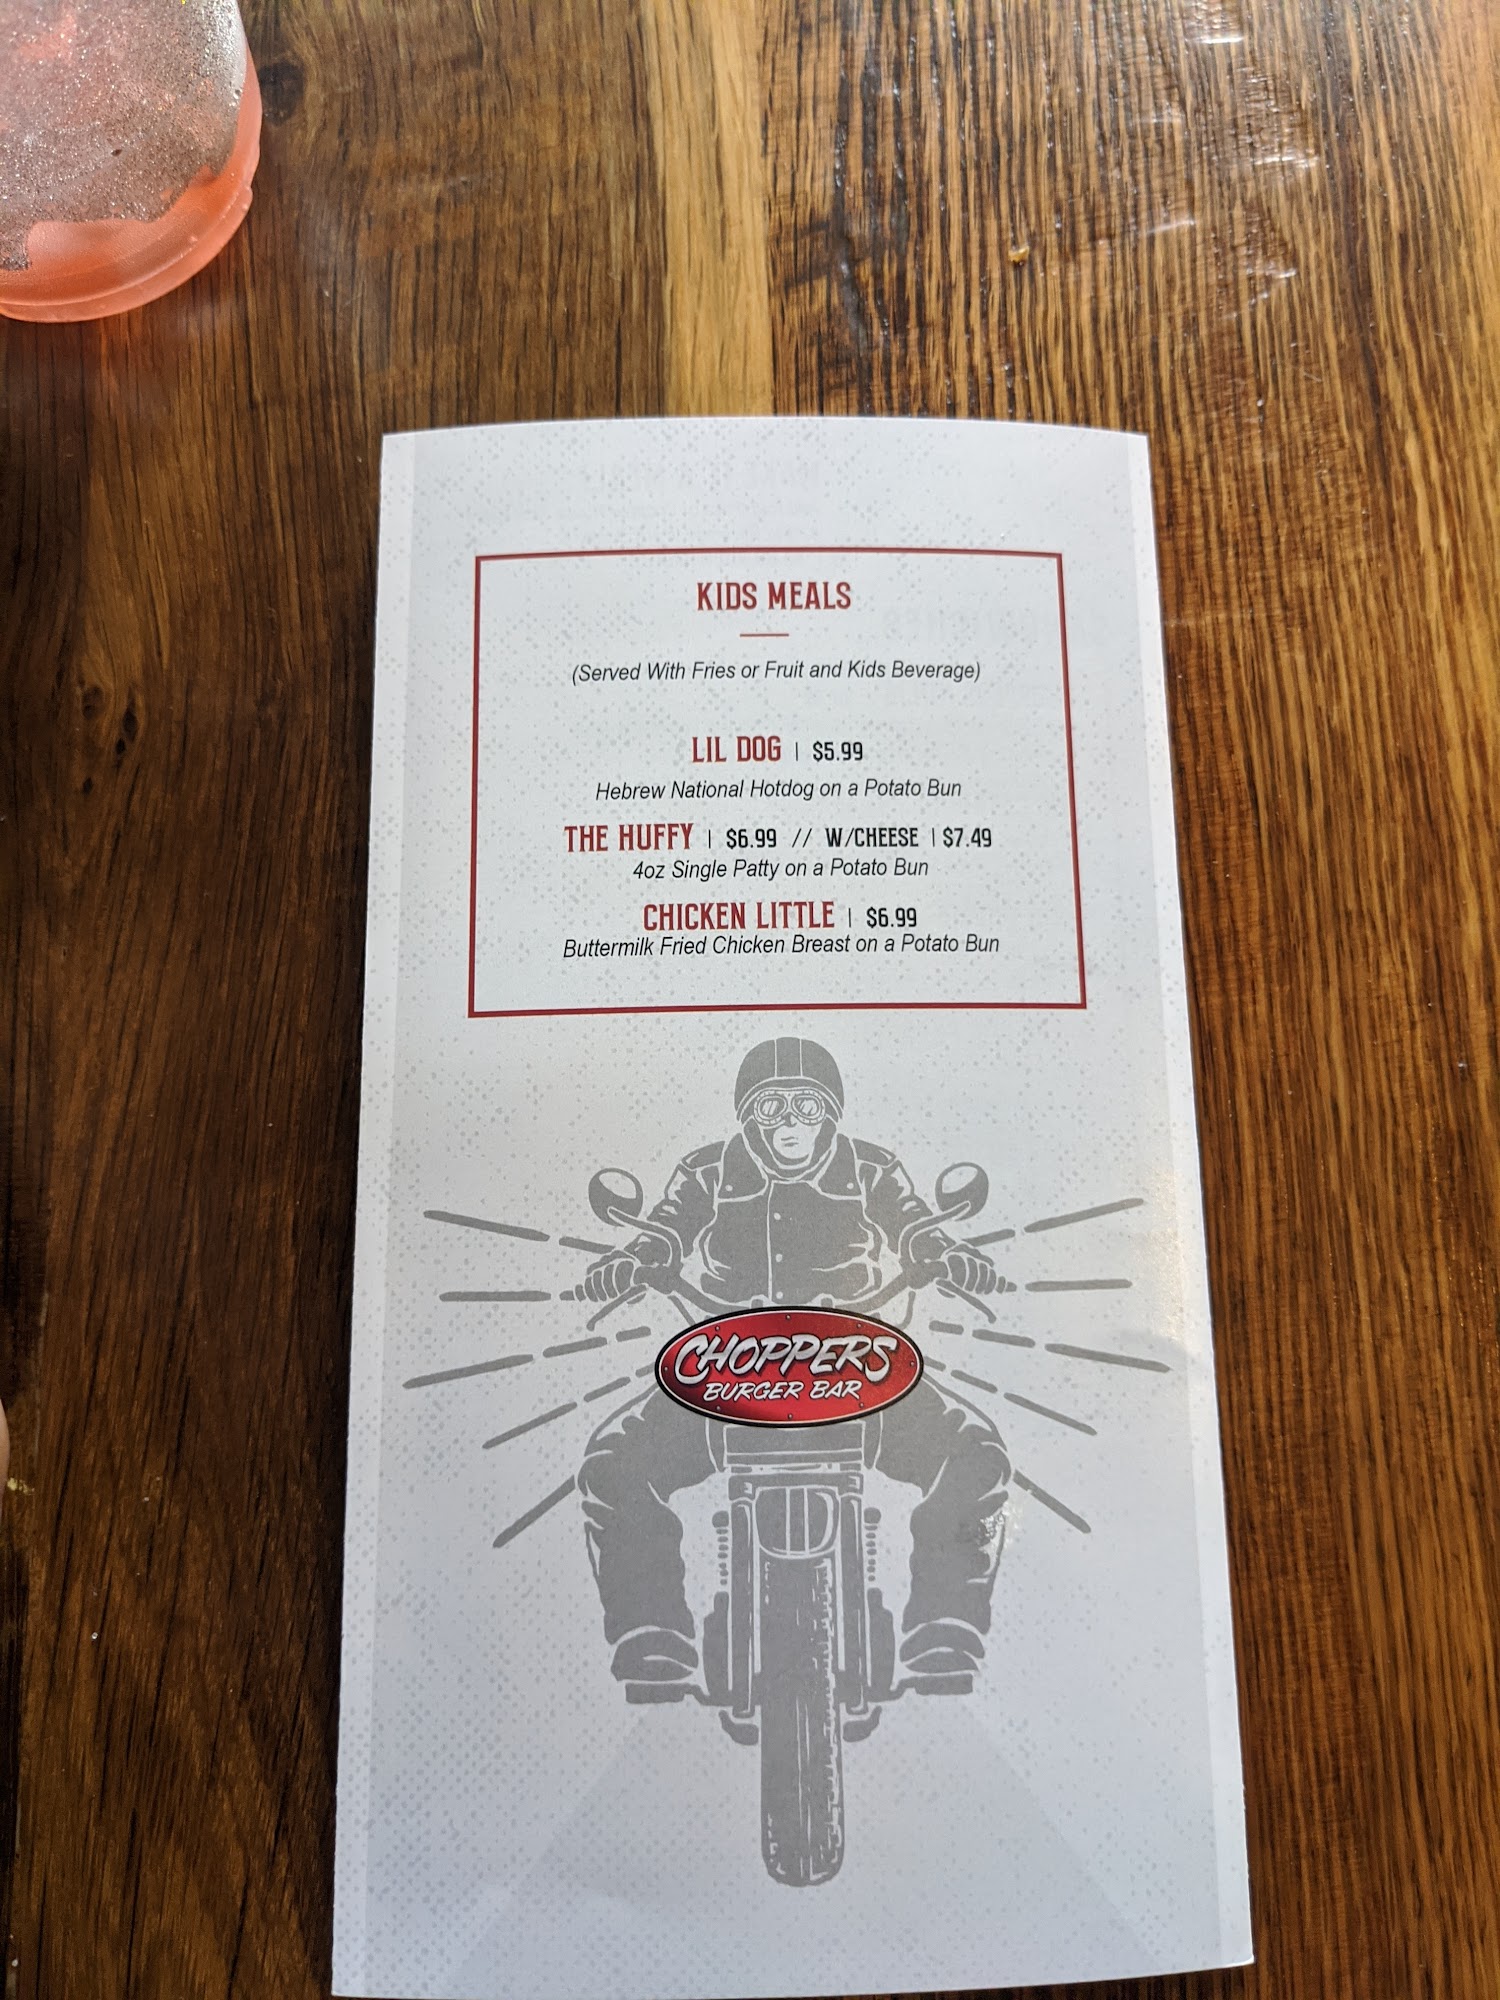 KIDS MEALS
(Served With Fries or Fruit and Kids Beverage)
LIL DOG | $5.99
Hebrew National Hotdog on a Potato Bun
THE HUFFY | $6.99 // W/CHEESE | $7.49
4oz Single Patty on a Potato Bun
CHICKEN LITTLE | $6.99
Buttermilk Fried Chicken Breast on a Potato Bun
CHOPPERS
BURGER BAR